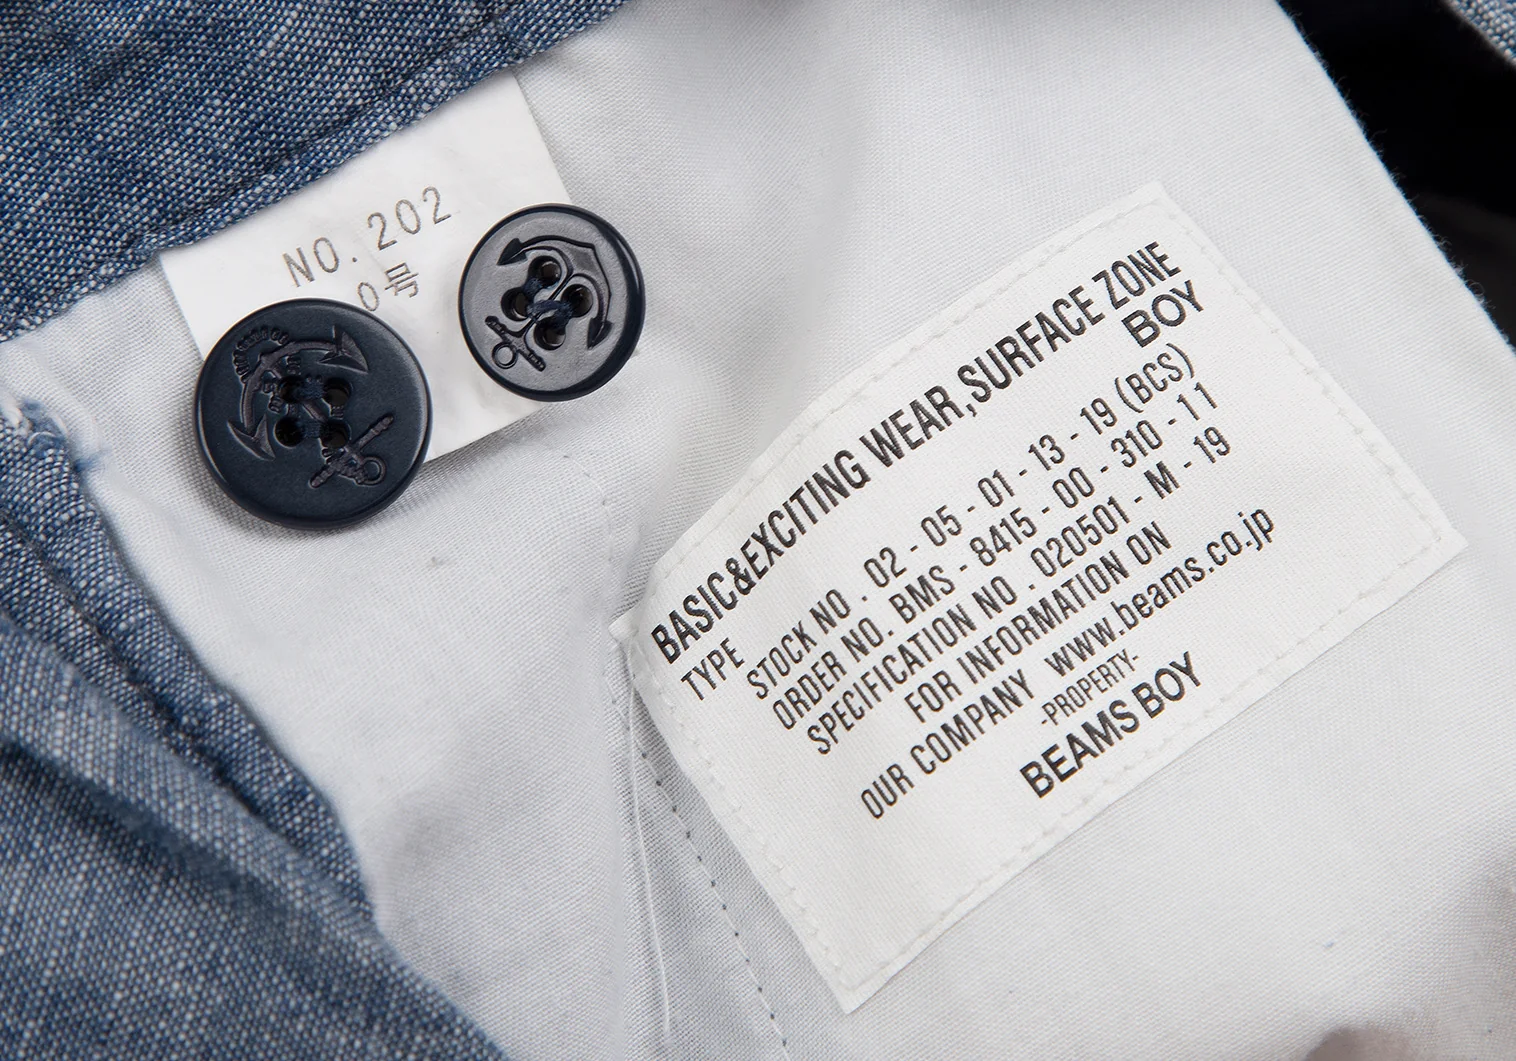 NO. 202
0号
BASIC&EXCITING WEAR,SURFACE ZONE
TYPE BOY
STOCK NO . 02 - 05 - 01 - 13 - 19 (BCS)
ORDER NO. BMS - 8415 - 00 - 310 - 11
SPECIFICATION NO . 020501 - M - 19
FOR INFORMATION ON
OUR COMPANY www.beams.co.jp
-PROPERTY-
BEAMS BOY